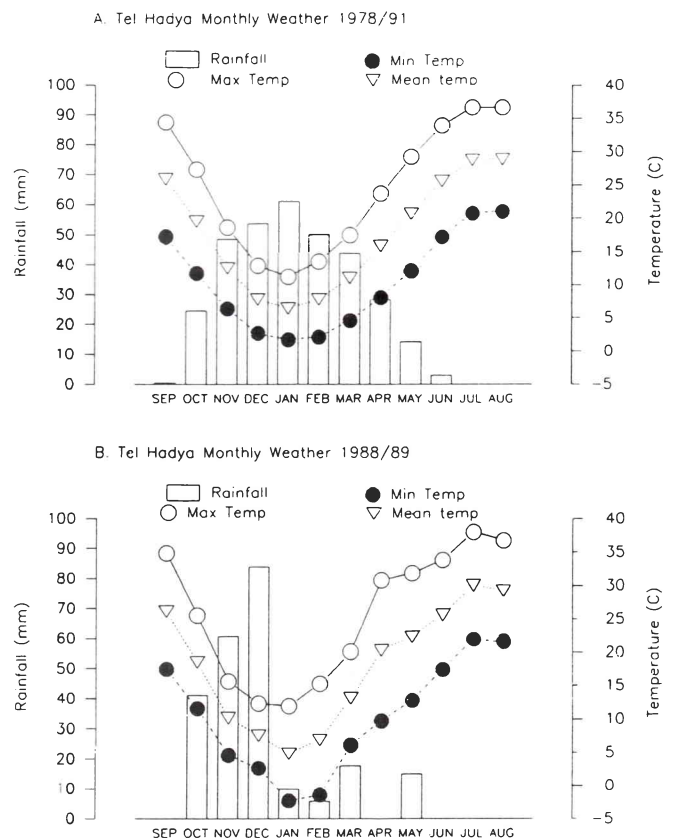 A. Tel Hadya Monthly Weather 1978/91
Rainfall
Min Temp
Max Temp
Mean temp
100
90
80
70
60
50
40
30
20
10
0
Rainfall (mm)
40
35
30
25
20
15
10
5
0
-5
Temperature (C)
SEP OCT NOV DEC JAN FEB MAR APR MAY JUN JUL AUG
B. Tel Hadya Monthly Weather 1988/89
Rainfall
Min Temp
Max Temp
Mean temp
100
90
80
70
60
50
40
30
20
10
0
Rainfall (mm)
40
35
30
25
20
15
10
5
0
-5
Temperature (C)
SEP OCT NOV DEC JAN FEB MAR APR MAY JUN JUL AUG